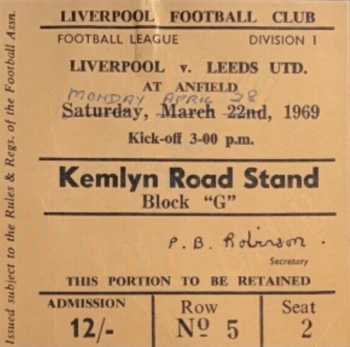 LIVERPOOL FOOTBALL CLUB
FOOTBALL LEAGUE DIVISION 1
LIVERPOOL v. LEEDS UTD.
AT ANFIELD
MONDAY APRIL 28
Saturday, March 22nd, 1969
Kick-off 3-00 p.m.
Kemlyn Road Stand
Block "G"
P. B. Robinson.
Secretary
THIS PORTION TO BE RETAINED
ADMISSION Row Seat
12/- Nº 5 2
Issued subject to the Rules & Regs. of the Football Assn.